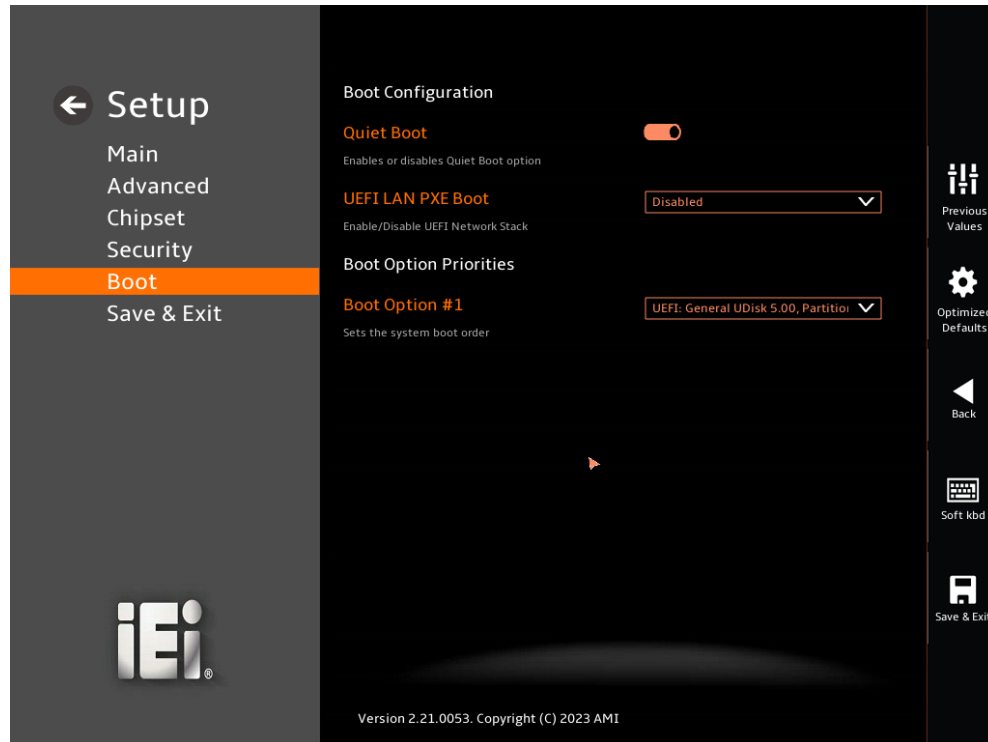 Setup
Main
Advanced
Chipset
Security
Boot
Save & Exit
iEi®
Boot Configuration
Quiet Boot
Enables or disables Quiet Boot option
UEFI LAN PXE Boot
Disabled
Enable/Disable UEFI Network Stack
Boot Option Priorities
Boot Option #1
UEFI: General UDisk 5.00, Partitio
Sets the system boot order
Version 2.21.0053. Copyright (C) 2023 AMI
Previous
Values
Optimized
Defaults
Back
Soft kbd
Save & Exit